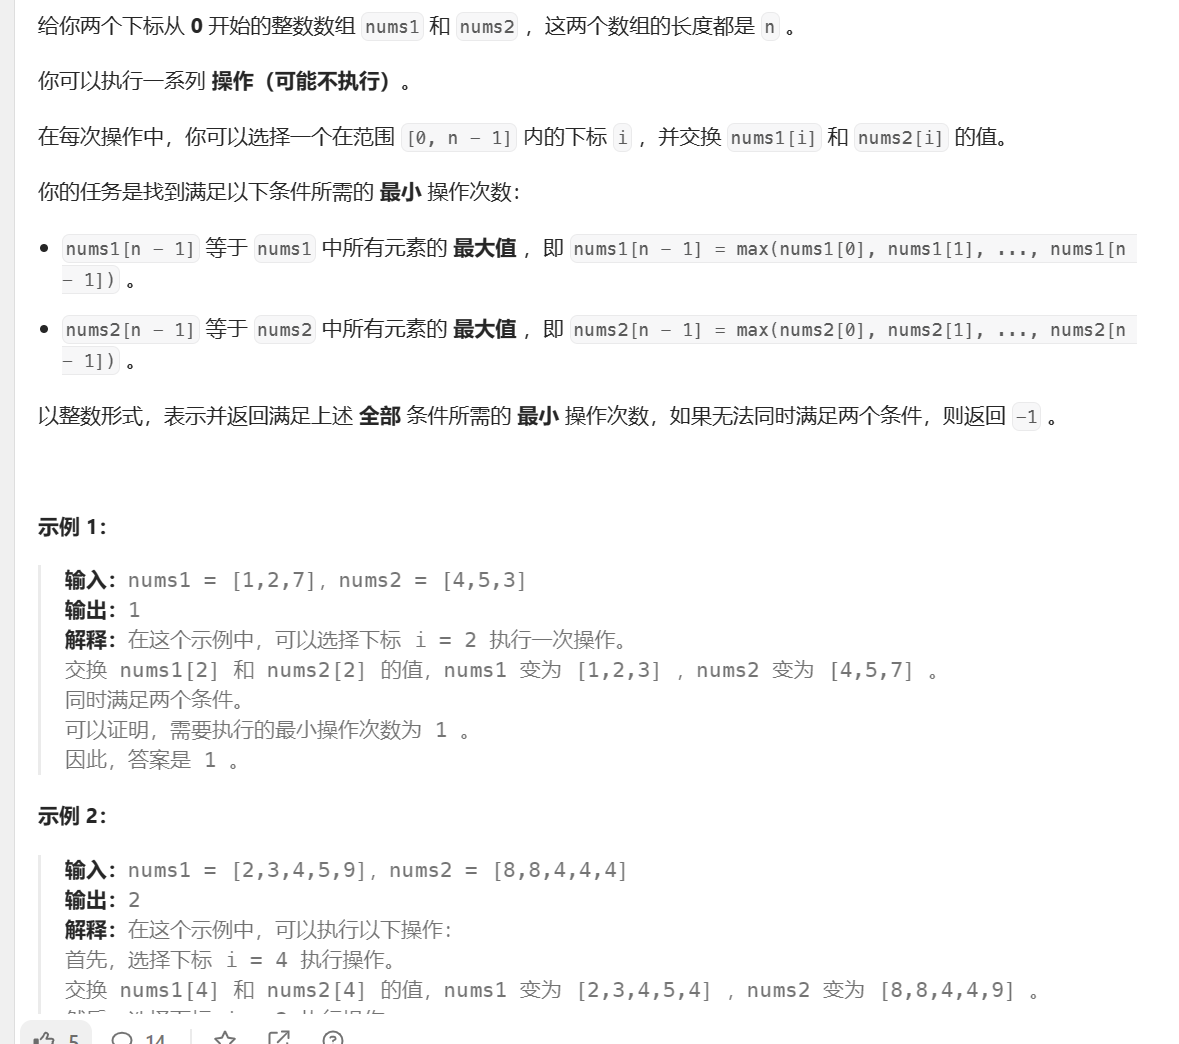 给你两个下标从 0 开始的整数数组 nums1 和 nums2 ，这两个数组的长度都是 n 。
你可以执行一系列 操作（可能不执行）。
在每次操作中，你可以选择一个在范围 [0, n - 1] 内的下标 i ，并交换 nums1[i] 和 nums2[i] 的值。
你的任务是找到满足以下条件所需的 最小 操作次数：
• nums1[n - 1] 等于 nums1 中所有元素的 最大值 ，即 nums1[n - 1] = max(nums1[0], nums1[1], ..., nums1[n
- 1]) 。
• nums2[n - 1] 等于 nums2 中所有元素的 最大值 ，即 nums2[n - 1] = max(nums2[0], nums2[1], ..., nums2[n
- 1]) 。
以整数形式，表示并返回满足上述 全部 条件所需的 最小 操作次数，如果无法同时满足两个条件，则返回 -1 。
示例 1：
输入：nums1 = [1,2,7]，nums2 = [4,5,3]
输出：1
解释：在这个示例中，可以选择下标 i = 2 执行一次操作。
交换 nums1[2] 和 nums2[2] 的值，nums1 变为 [1,2,3] ，nums2 变为 [4,5,7] 。
同时满足两个条件。
可以证明，需要执行的最小操作次数为 1 。
因此，答案是 1 。
示例 2：
输入：nums1 = [2,3,4,5,9]，nums2 = [8,8,4,4,4]
输出：2
解释：在这个示例中，可以执行以下操作：
首先，选择下标 i = 4 执行操作。
交换 nums1[4] 和 nums2[4] 的值，nums1 变为 [2,3,4,5,4] ，nums2 变为 [8,8,4,4,9] 。
5 14